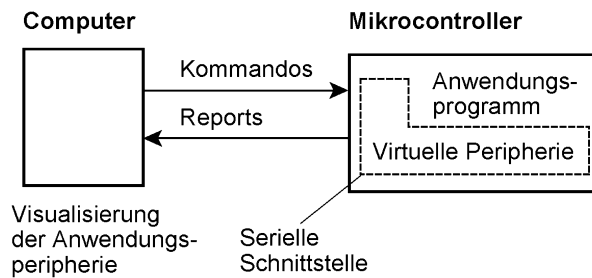 Computer
Mikrocontroller
Kommandos
Reports
Anwendungs-
programm
Virtuelle Peripherie
Visualisierung
der Anwendungs-
peripherie
Serielle
Schnittstelle